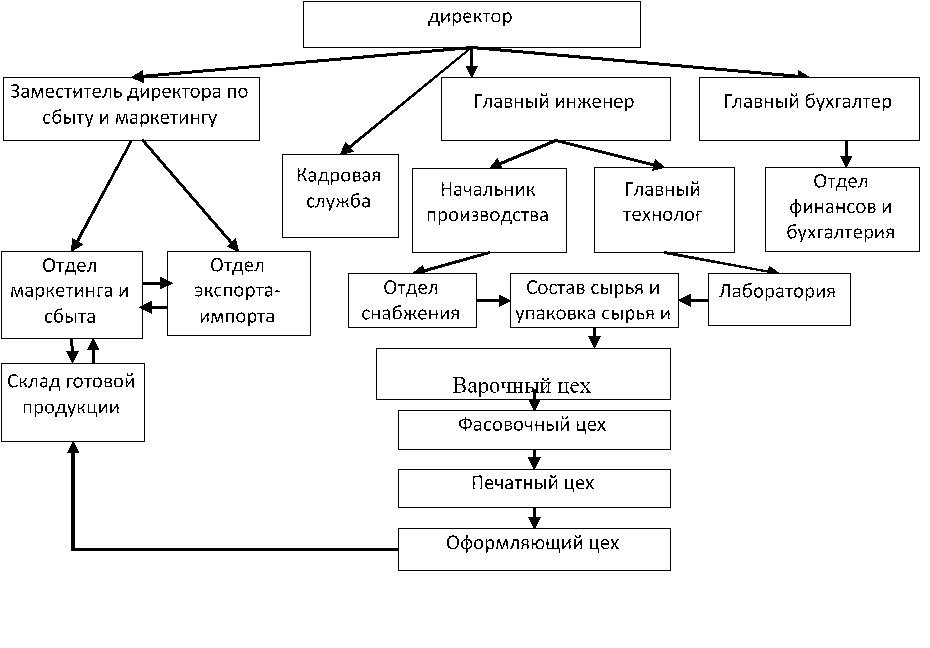 директор
Заместитель директора по
сбыту и маркетингу
Главный инженер
Главный бухгалтер
Кадровая
служба
Начальник
производства
Главный
технолог
Отдел
финансов и
бухгалтерия
Отдел
маркетинга и
сбыта
Отдел
экспорта-
импорта
Отдел
снабжения
Состав сырья и
упаковка сырья и
Лаборатория
Склад готовой
продукции
Варочный цех
Фасовочный цех
Печатный цех
Оформляющий цех